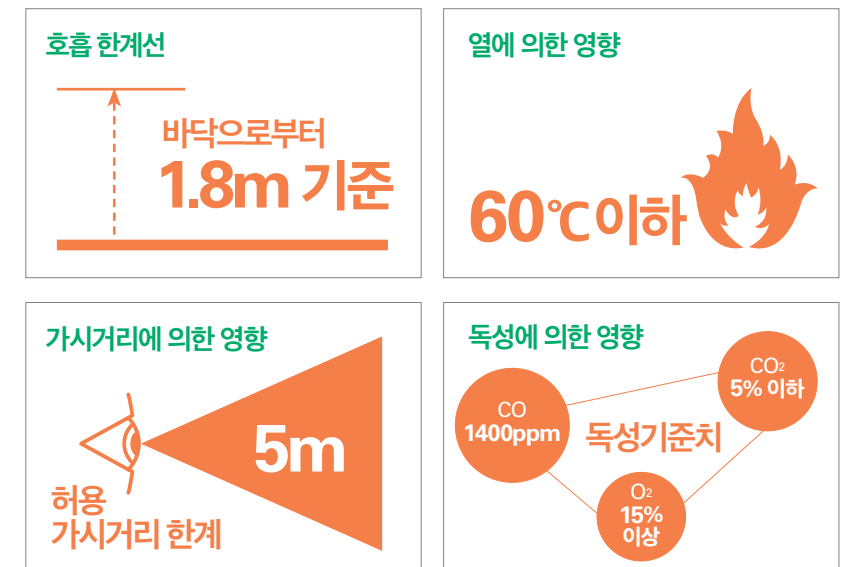 호흡 한계선
바닥으로부터
1.8m 기준
열에 의한 영향
60℃ 이하
가시거리에 의한 영향
5m
허용
가시거리 한계
독성에 의한 영향
CO
1400ppm
CO₂
5% 이하
독성기준치
O₂
15%
이상